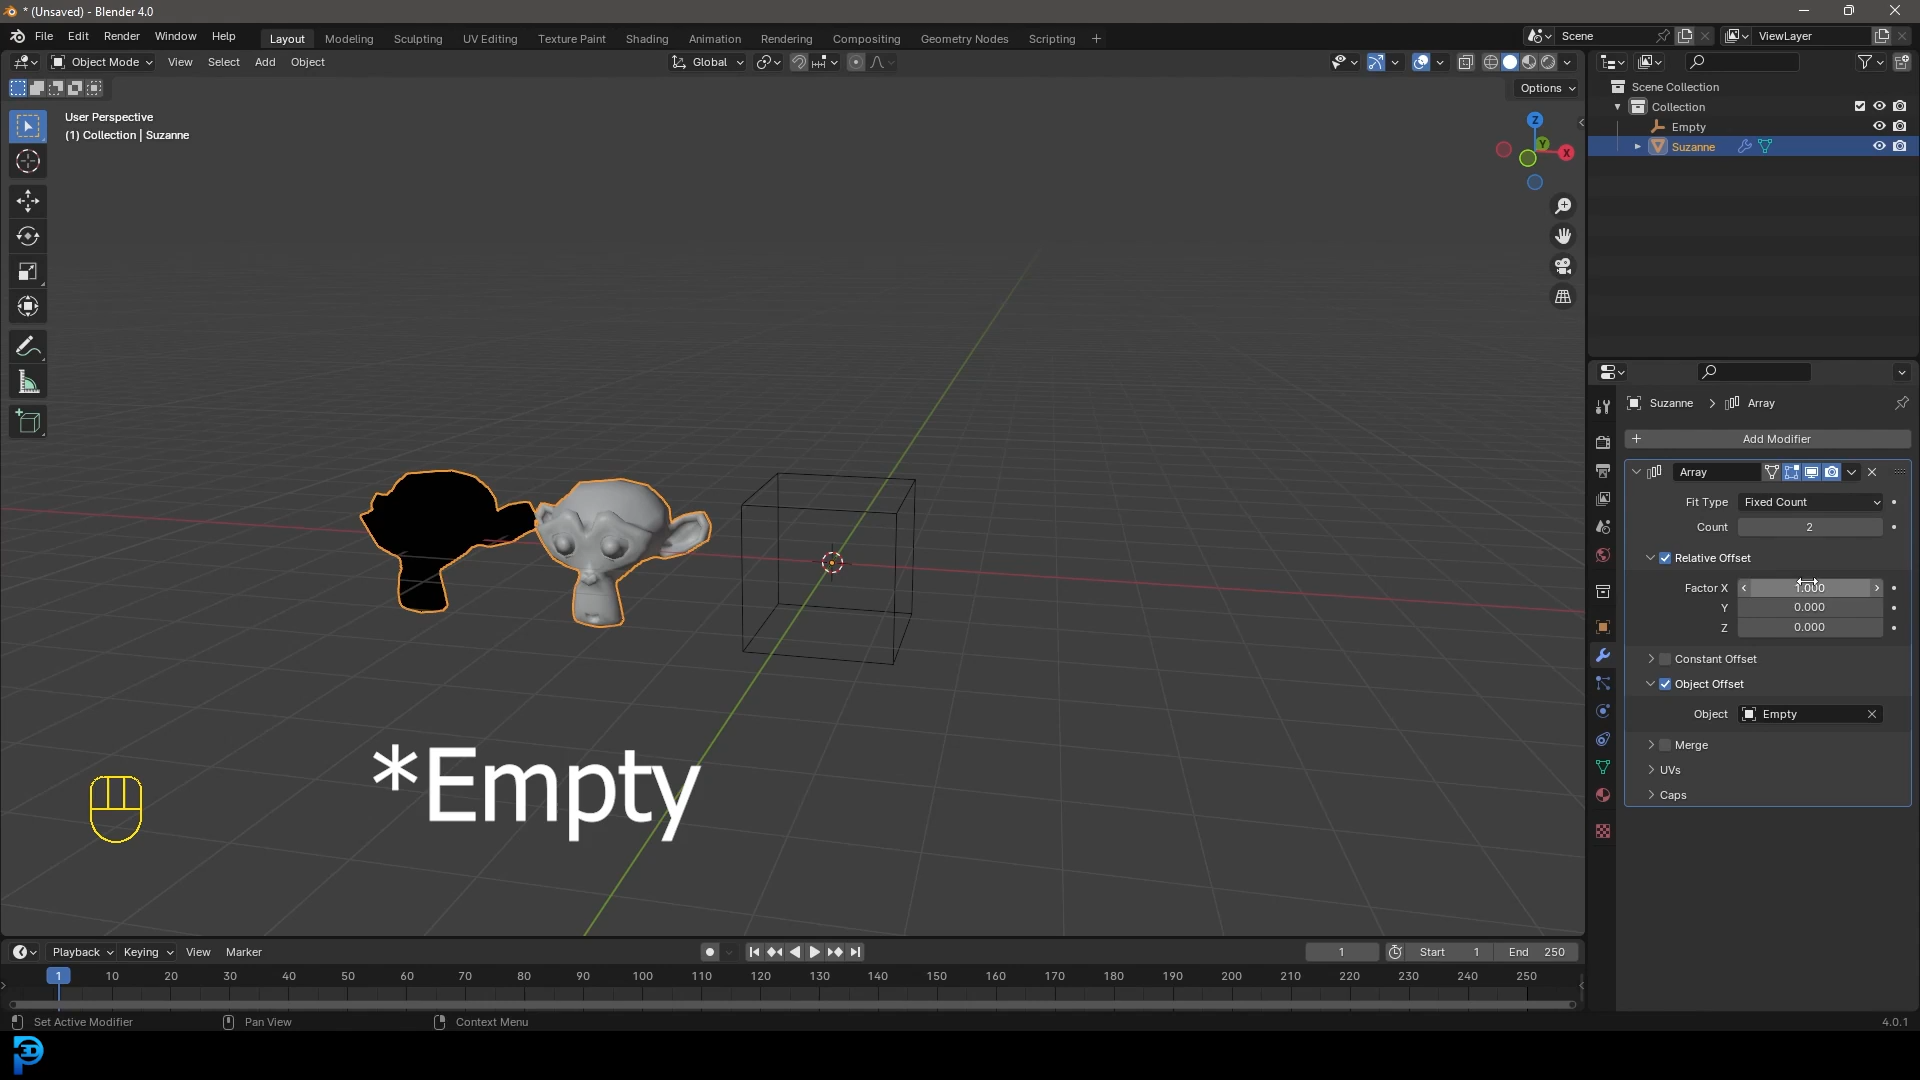 * (Unsaved) - Blender 4.0
File Edit Render Window Help
Layout Modeling Sculpting UV Editing Texture Paint Shading Animation Rendering Compositing Geometry Nodes Scripting +
Scene
ViewLayer
Object Mode View Select Add Object
Global
Options
User Perspective
(1) Collection | Suzanne
Z
Y
X
Scene Collection
Collection
Empty
Suzanne
Suzanne > Array
+ Add Modifier
Array
Fit Type Fixed Count
Count 2
Relative Offset
Factor X 1.000
Y 0.000
Z 0.000
Constant Offset
Object Offset
Object Empty
Merge
UVs
Caps
*Empty
Playback Keying View Marker
1 Start 1 End 250
1 10 20 30 40 50 60 70 80 90 100 110 120 130 140 150 160 170 180 190 200 210 220 230 240 250
Set Active Modifier Pan View Context Menu
4.0.1
3D